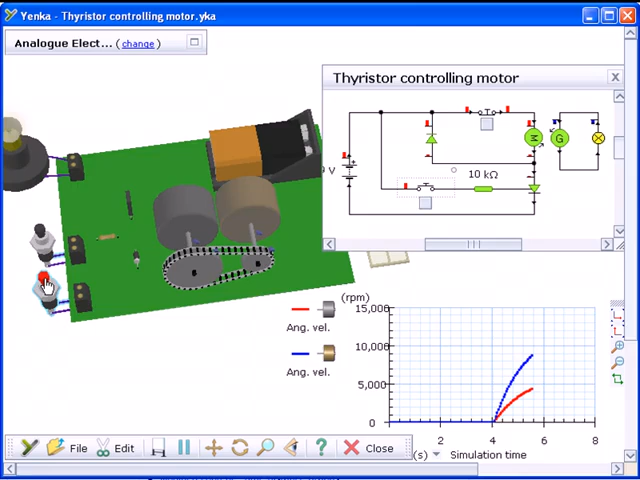 Yenka - Thyristor controlling motor.yka
Analogue Elect... (change)
Thyristor controlling motor
X
M
G
V
10 kΩ
(rpm)
15,000
10,000
5,000
0
Ang. vel.
Ang. vel.
0
2
4
6
8
(s)
Simulation time
File
Edit
?
Close